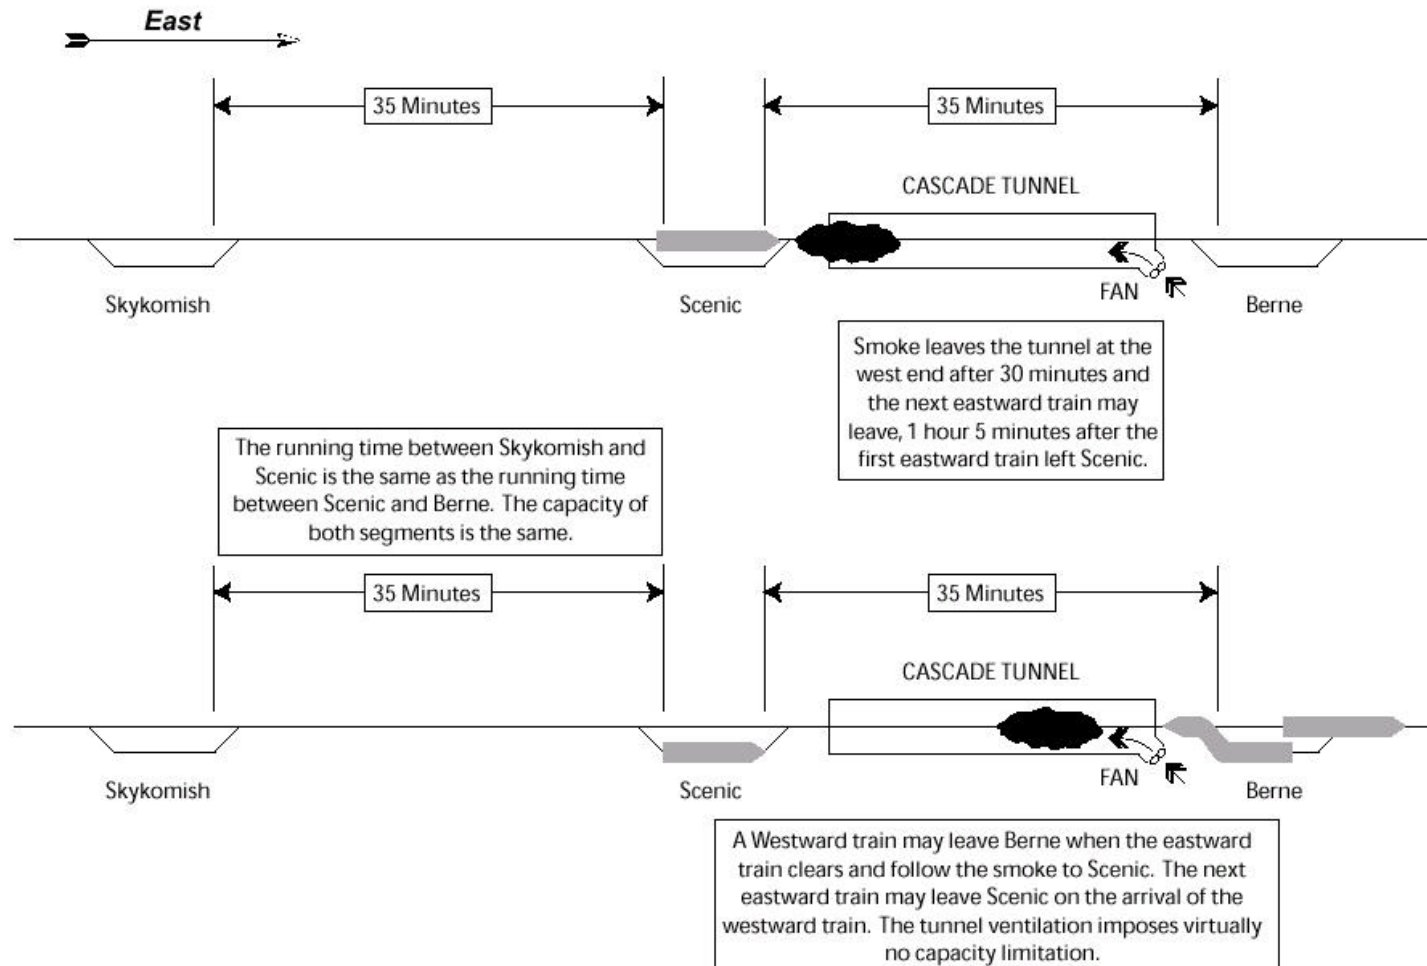 East
35 Minutes
35 Minutes
CASCADE TUNNEL
FAN
Skykomish
Scenic
Berne
Smoke leaves the tunnel at the
west end after 30 minutes and
the next eastward train may
leave, 1 hour 5 minutes after the
first eastward train left Scenic.
The running time between Skykomish and
Scenic is the same as the running time
between Scenic and Berne. The capacity of
both segments is the same.
35 Minutes
35 Minutes
CASCADE TUNNEL
FAN
Skykomish
Scenic
Berne
A Westward train may leave Berne when the eastward
train clears and follow the smoke to Scenic. The next
eastward train may leave Scenic on the arrival of the
westward train. The tunnel ventilation imposes virtually
no capacity limitation.